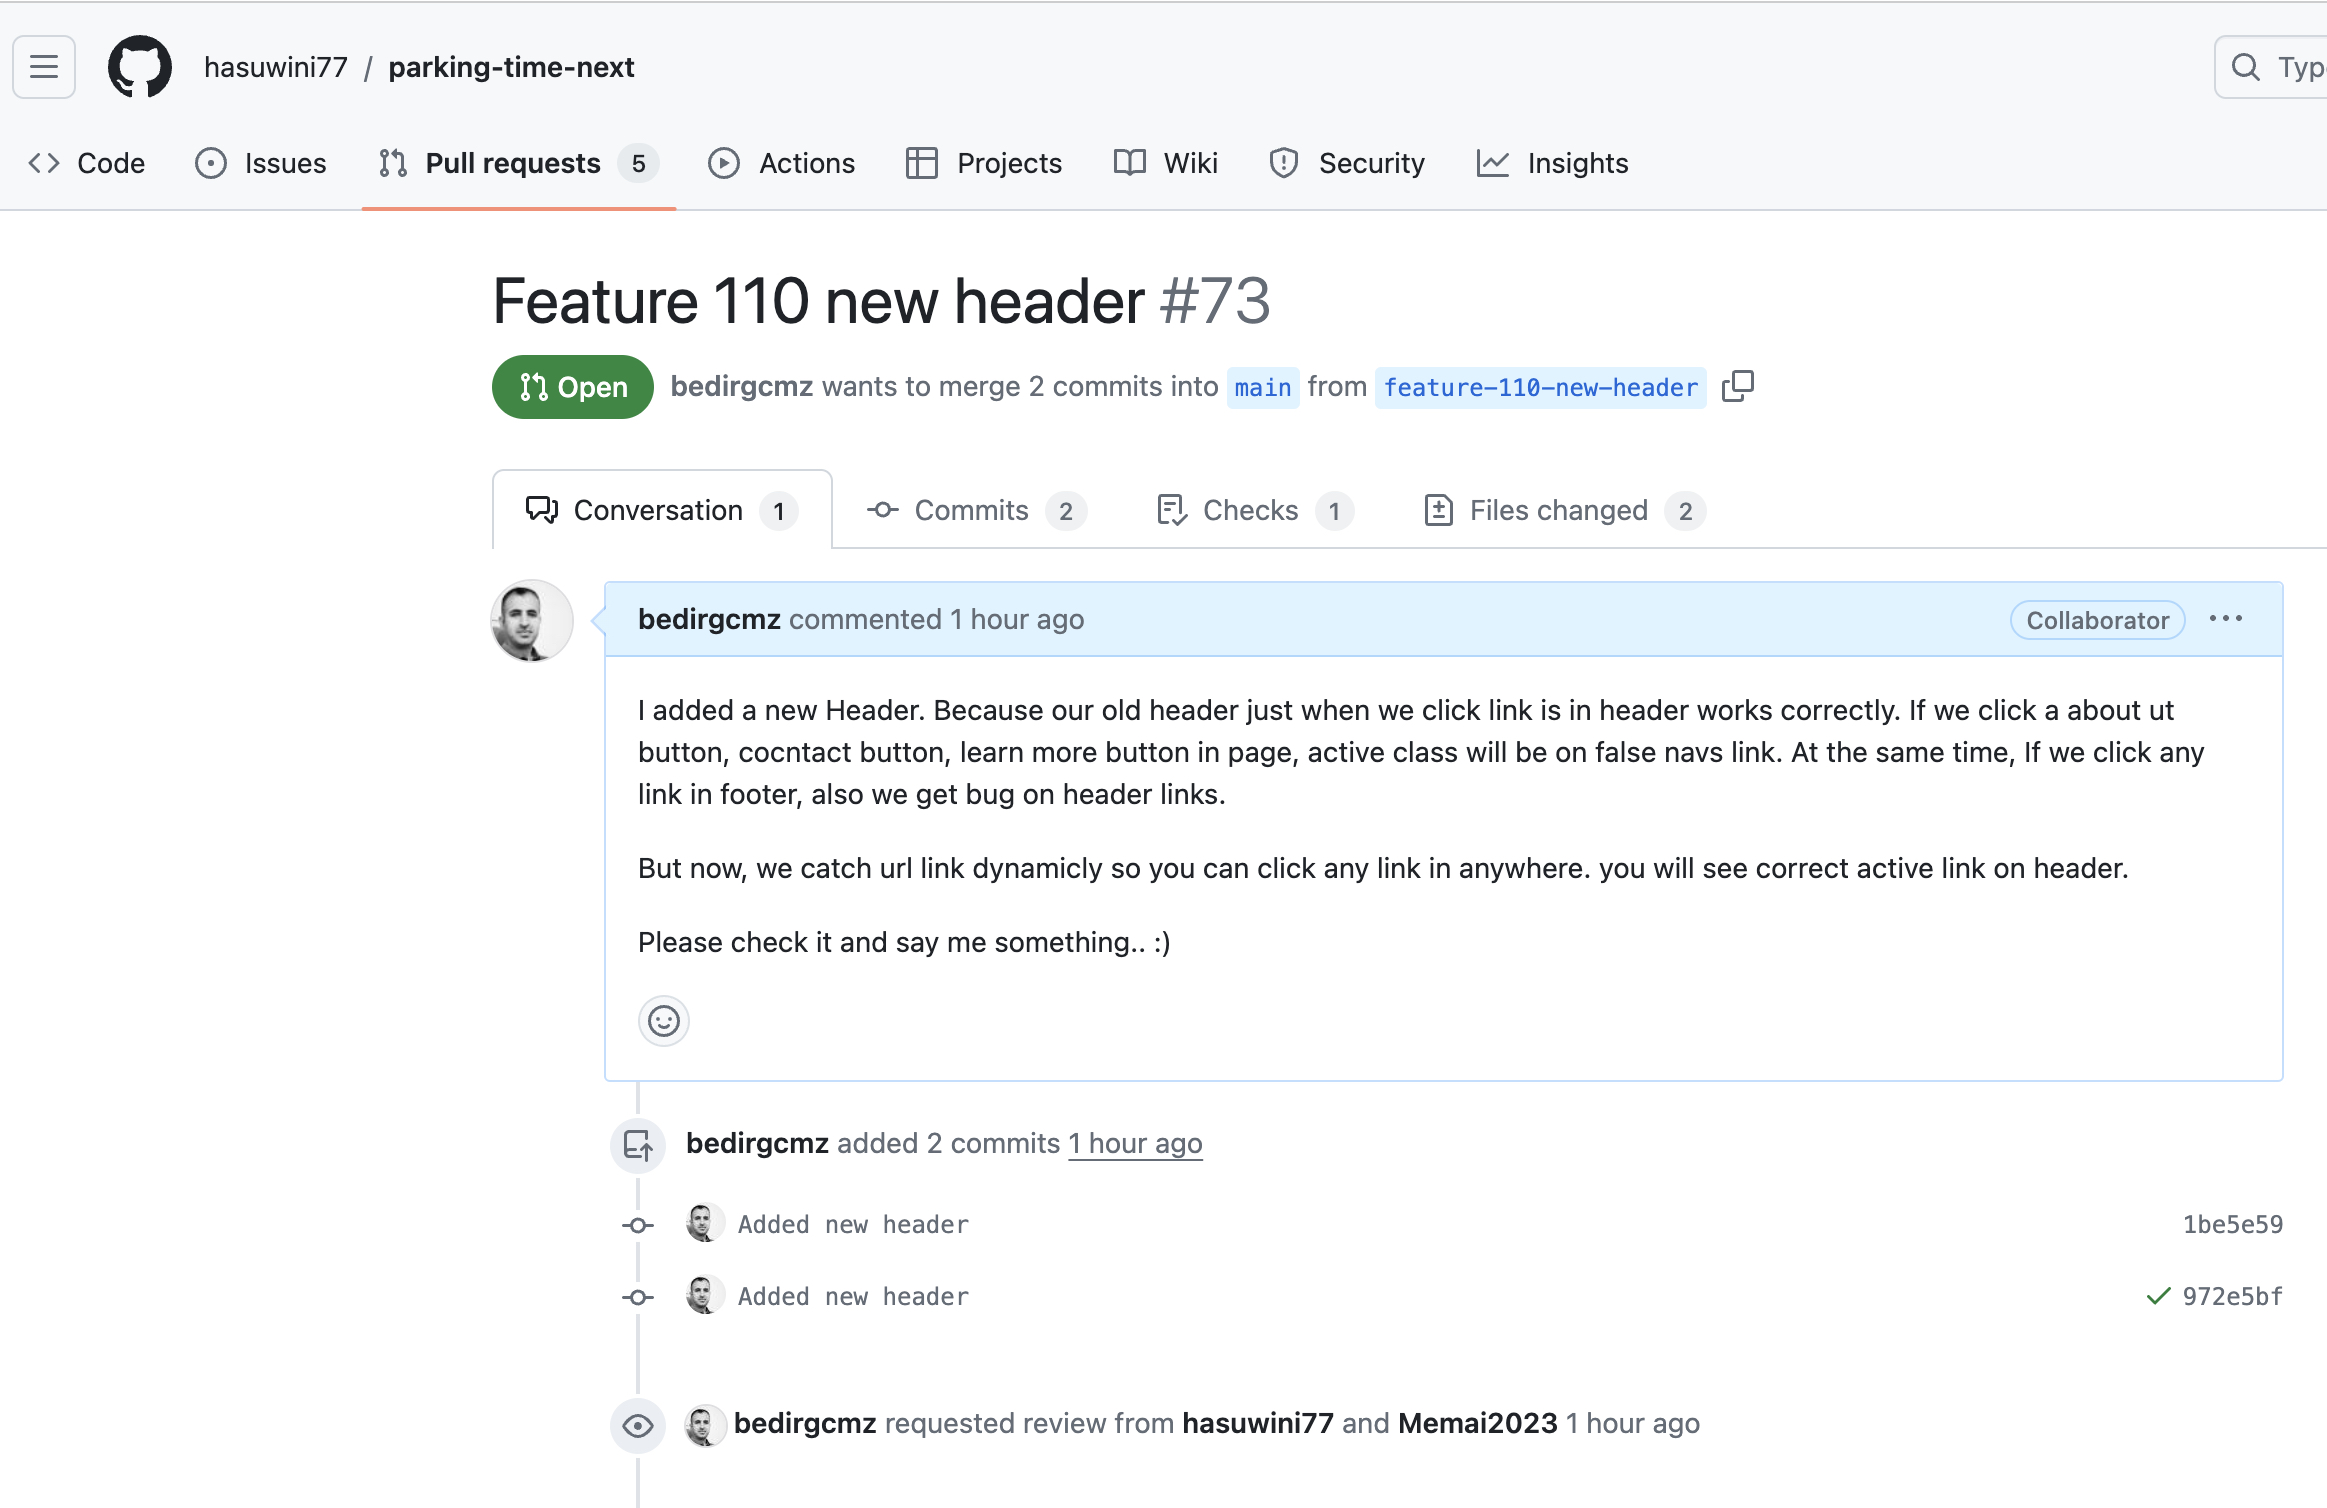 hasuwini77 / parking-time-next
Typ
Code Issues Pull requests 5 Actions Projects Wiki Security Insights
Feature 110 new header #73
Open bedirgcmz wants to merge 2 commits into main from feature-110-new-header
Conversation 1 Commits 2 Checks 1 Files changed 2
bedirgcmz commented 1 hour ago Collaborator
I added a new Header. Because our old header just when we click link is in header works correctly. If we click a about ut
button, cocntact button, learn more button in page, active class will be on false navs link. At the same time, If we click any
link in footer, also we get bug on header links.
But now, we catch url link dynamicly so you can click any link in anywhere. you will see correct active link on header.
Please check it and say me something.. :)
bedirgcmz added 2 commits 1 hour ago
Added new header 1be5e59
Added new header 972e5bf
bedirgcmz requested review from hasuwini77 and Memai2023 1 hour ago